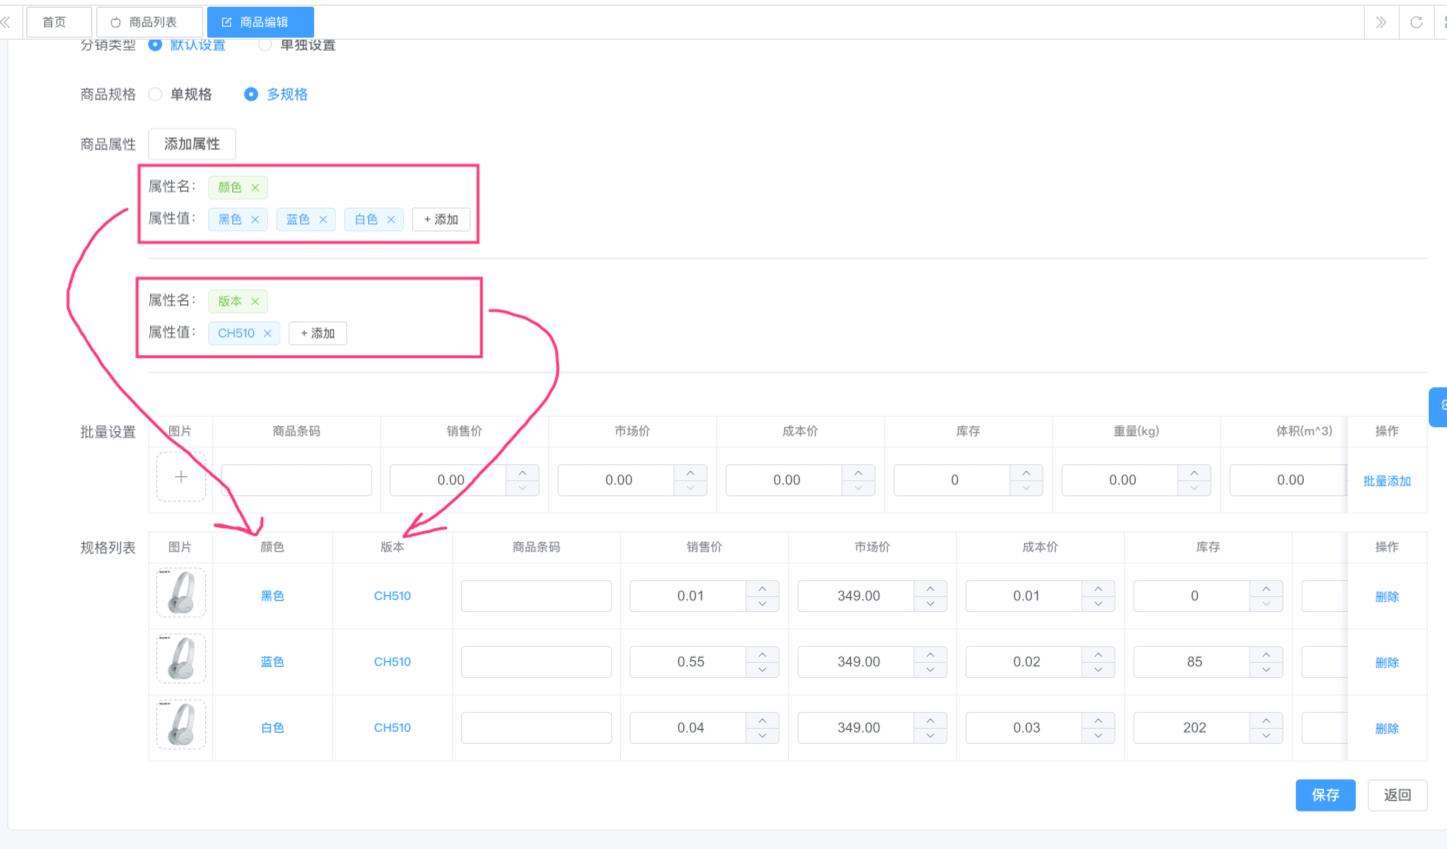 首页 商品列表 商品编辑
分销类型 默认设置 单独设置
商品规格 单规格 多规格
商品属性 添加属性
属性名： 颜色 ×
属性值： 黑色 × 蓝色 × 白色 × + 添加
属性名： 版本 ×
属性值： CH510 × + 添加
批量设置 图片 商品条码 销售价 市场价 成本价 库存 重量(kg) 体积(m^3) 操作
+ 0.00 0.00 0.00 0 0.00 0.00 批量添加
规格列表 图片 颜色 版本 商品条码 销售价 市场价 成本价 库存 操作
黑色 CH510 0.01 349.00 0.01 0 删除
蓝色 CH510 0.55 349.00 0.02 85 删除
白色 CH510 0.04 349.00 0.03 202 删除
保存 返回